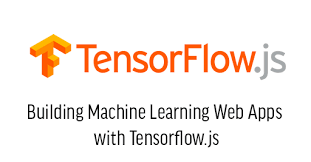 TensorFlow.js
Building Machine Learning Web Apps
with Tensorflow.js